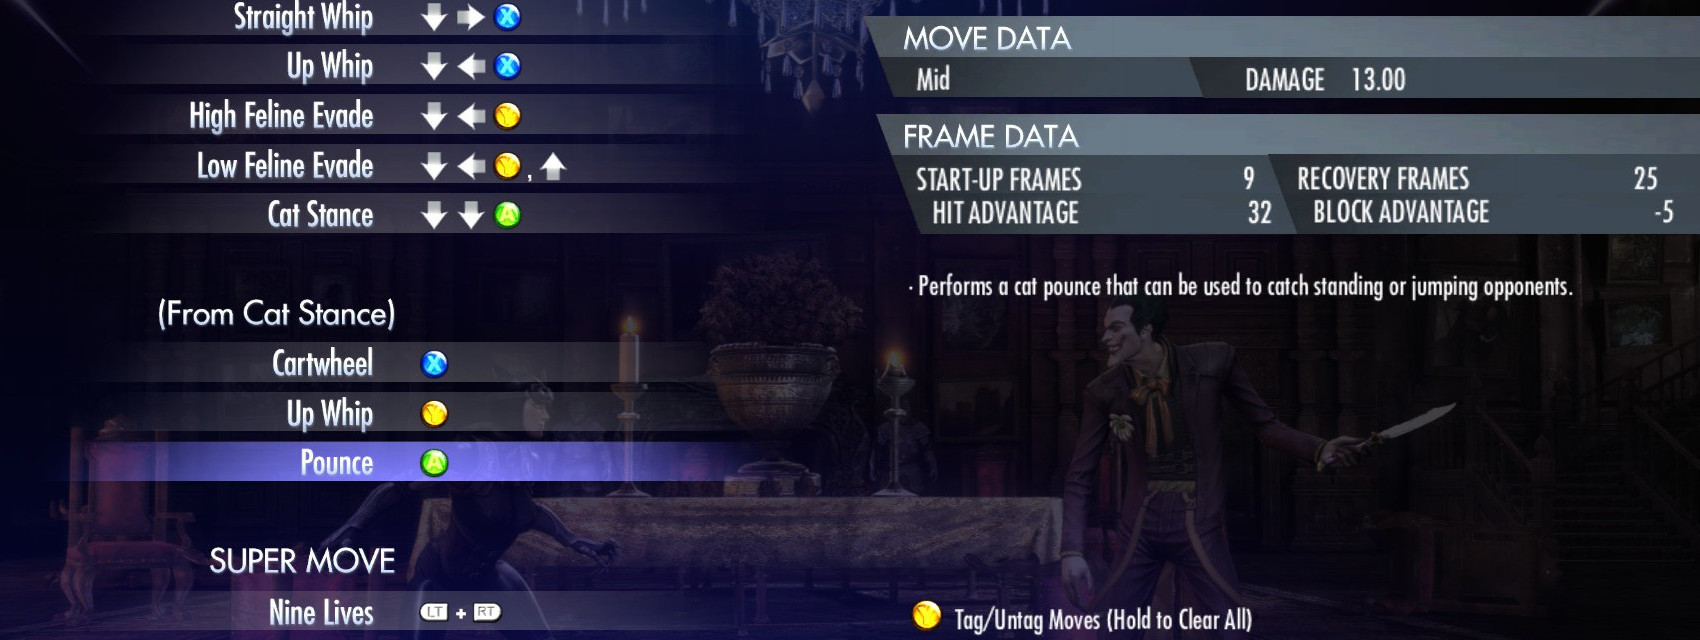 Straight Whip X
Up Whip X
High Feline Evade Y
Low Feline Evade Y ,
Cat Stance A
(From Cat Stance)
Cartwheel X
Up Whip Y
Pounce A
SUPER MOVE
Nine Lives LT + RT
MOVE DATA
Mid DAMAGE 13.00
FRAME DATA
START-UP FRAMES 9 RECOVERY FRAMES 25
HIT ADVANTAGE 32 BLOCK ADVANTAGE -5
· Performs a cat pounce that can be used to catch standing or jumping opponents.
Y Tag/Untag Moves (Hold to Clear All)